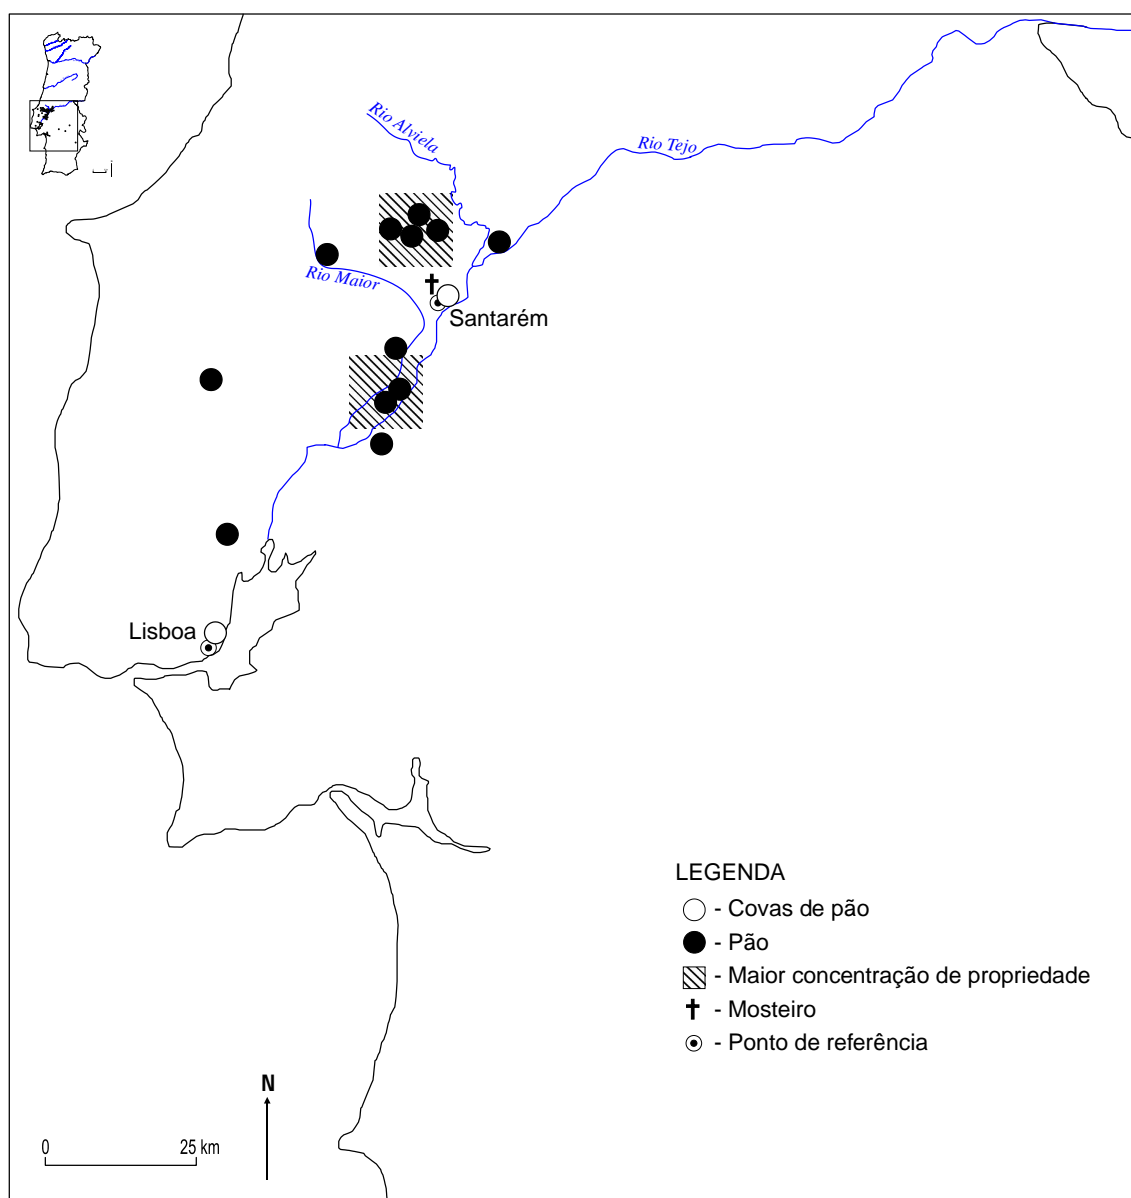 Rio Alviela
Rio Tejo
Rio Maior
Santarém
Lisboa
LEGENDA
- Covas de pão
- Pão
- Maior concentração de propriedade
- Mosteiro
- Ponto de referência
N
0 25 km